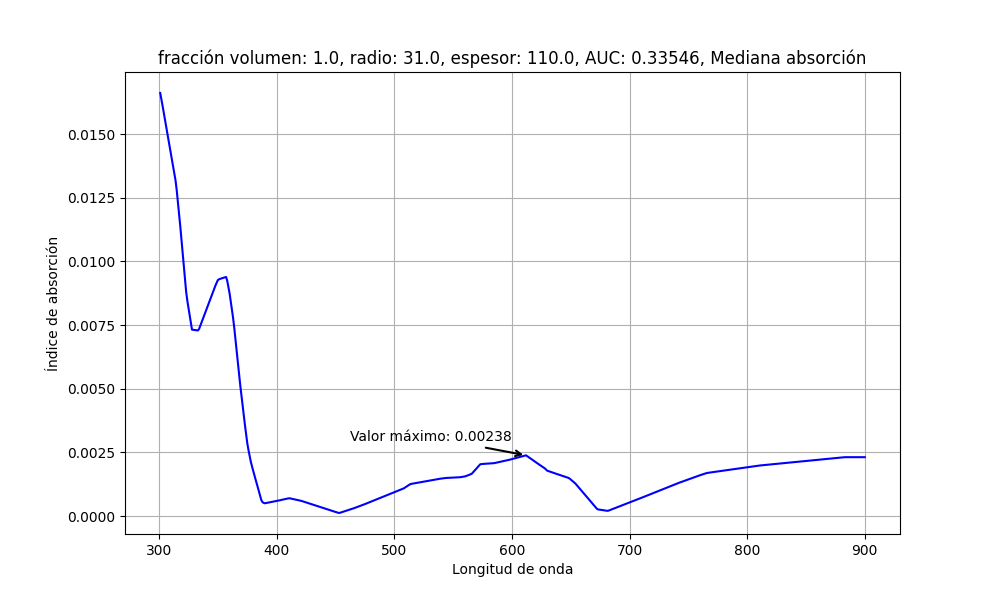 fracción volumen: 1.0, radio: 31.0, espesor: 110.0, AUC: 0.33546, Mediana absorción
Índice de absorción
0.0150
0.0125
0.0100
0.0075
0.0050
0.0025
0.0000
Valor máximo: 0.00238
300 400 500 600 700 800 900
Longitud de onda